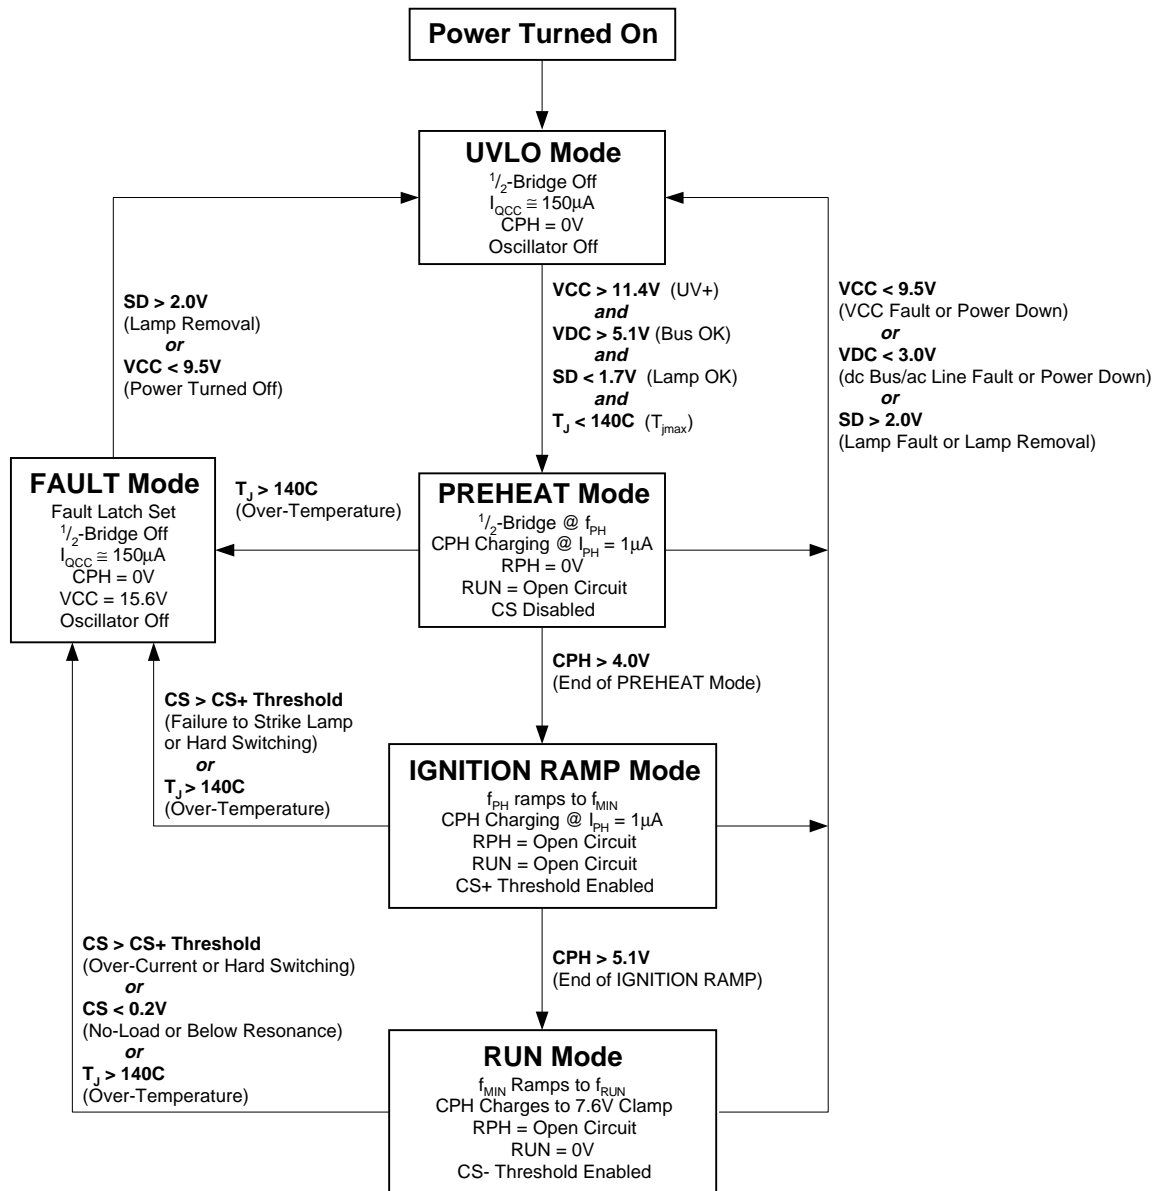 Power Turned On
UVLO Mode
1/2-Bridge Off
IQCC ≅ 150μA
CPH = 0V
Oscillator Off
SD > 2.0V
(Lamp Removal)
or
VCC < 9.5V
(Power Turned Off)
VCC > 11.4V (UV+)
and
VDC > 5.1V (Bus OK)
and
SD < 1.7V (Lamp OK)
and
TJ < 140C (Tjmax)
VCC < 9.5V
(VCC Fault or Power Down)
or
VDC < 3.0V
(dc Bus/ac Line Fault or Power Down)
or
SD > 2.0V
(Lamp Fault or Lamp Removal)
FAULT Mode
Fault Latch Set
1/2-Bridge Off
IQCC ≅ 150μA
CPH = 0V
VCC = 15.6V
Oscillator Off
TJ > 140C
(Over-Temperature)
PREHEAT Mode
1/2-Bridge @ fPH
CPH Charging @ IPH = 1μA
RPH = 0V
RUN = Open Circuit
CS Disabled
CPH > 4.0V
(End of PREHEAT Mode)
CS > CS+ Threshold
(Failure to Strike Lamp
or Hard Switching)
or
TJ > 140C
(Over-Temperature)
IGNITION RAMP Mode
fPH ramps to fMIN
CPH Charging @ IPH = 1μA
RPH = Open Circuit
RUN = Open Circuit
CS+ Threshold Enabled
CS > CS+ Threshold
(Over-Current or Hard Switching)
or
CS < 0.2V
(No-Load or Below Resonance)
or
TJ > 140C
(Over-Temperature)
CPH > 5.1V
(End of IGNITION RAMP)
RUN Mode
fMIN Ramps to fRUN
CPH Charges to 7.6V Clamp
RPH = Open Circuit
RUN = 0V
CS- Threshold Enabled